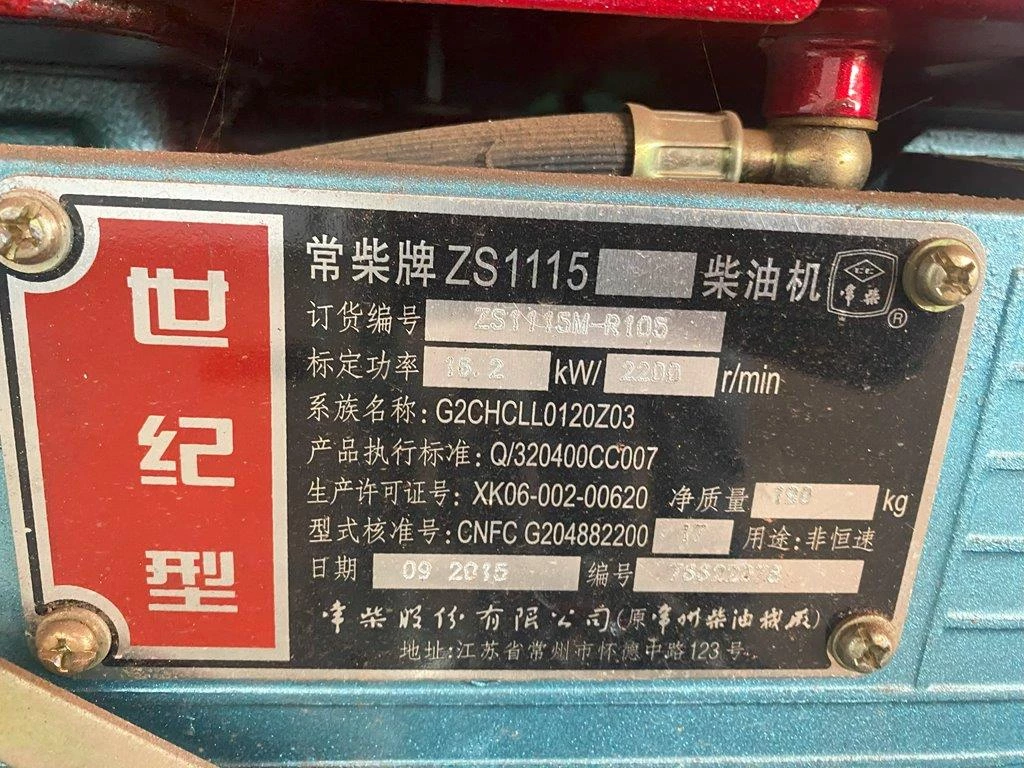 世纪型
常柴牌 ZS1115 柴油机
常柴 ®
订货编号 ZS1115M-R105
标定功率 16.2 kW/ 2200 r/min
系族名称: G2CHCLL0120Z03
产品执行标准: Q/320400CC007
生产许可证号: XK06-002-00620 净质量 190 kg
型式核准号: CNFC G204882200 17 用途: 非恒速
日期 09 2015 编号
常柴股份有限公司(原常州柴油机厂)
地址: 江苏省常州市怀德中路123号